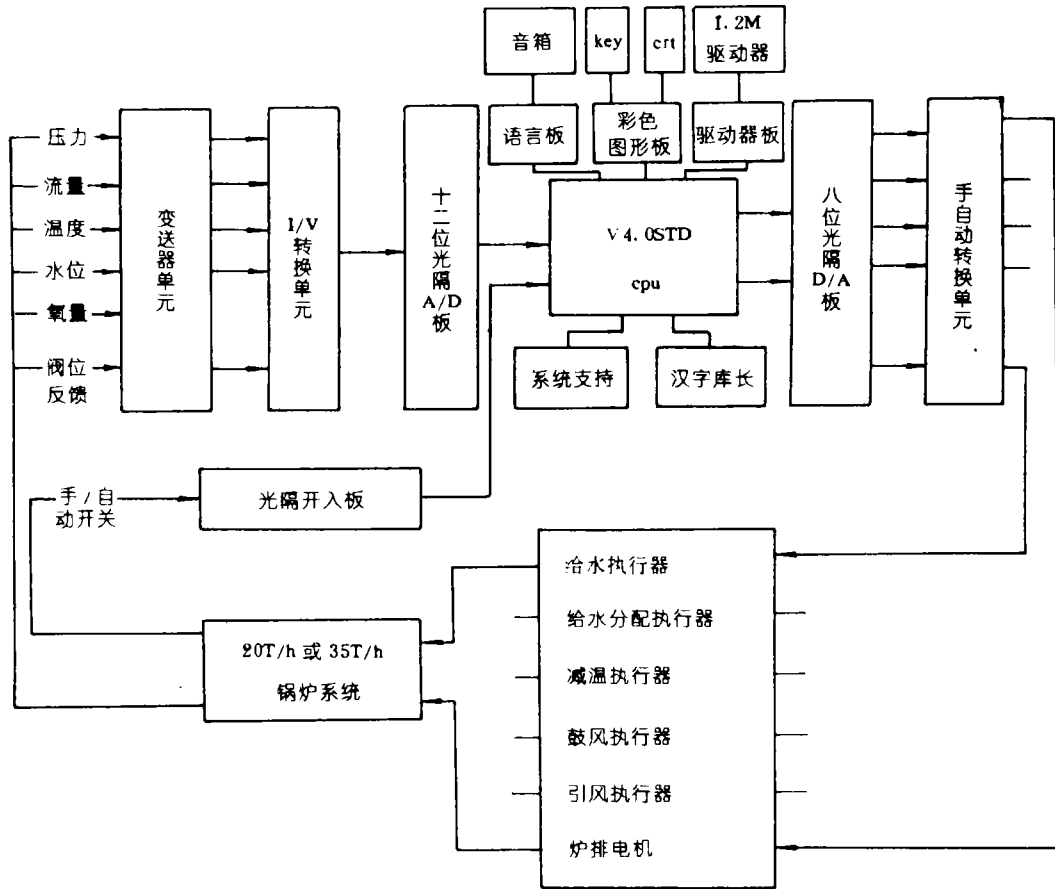 音箱
key
crt
1.2M
驱动器
语言板
彩色
图形板
驱动器板
压力
流量
温度
水位
氧量
阀位
反馈
变送器单元
I/V
转换单元
十二位光隔
A/D
板
V4.0STD
cpu
系统支持
汉字库长
八位光隔
D/A
板
手自动转换单元
手/自
动开关
光隔开入板
20T/h 或 35T/h
锅炉系统
给水执行器
给水分配执行器
减温执行器
鼓风执行器
引风执行器
炉排电机